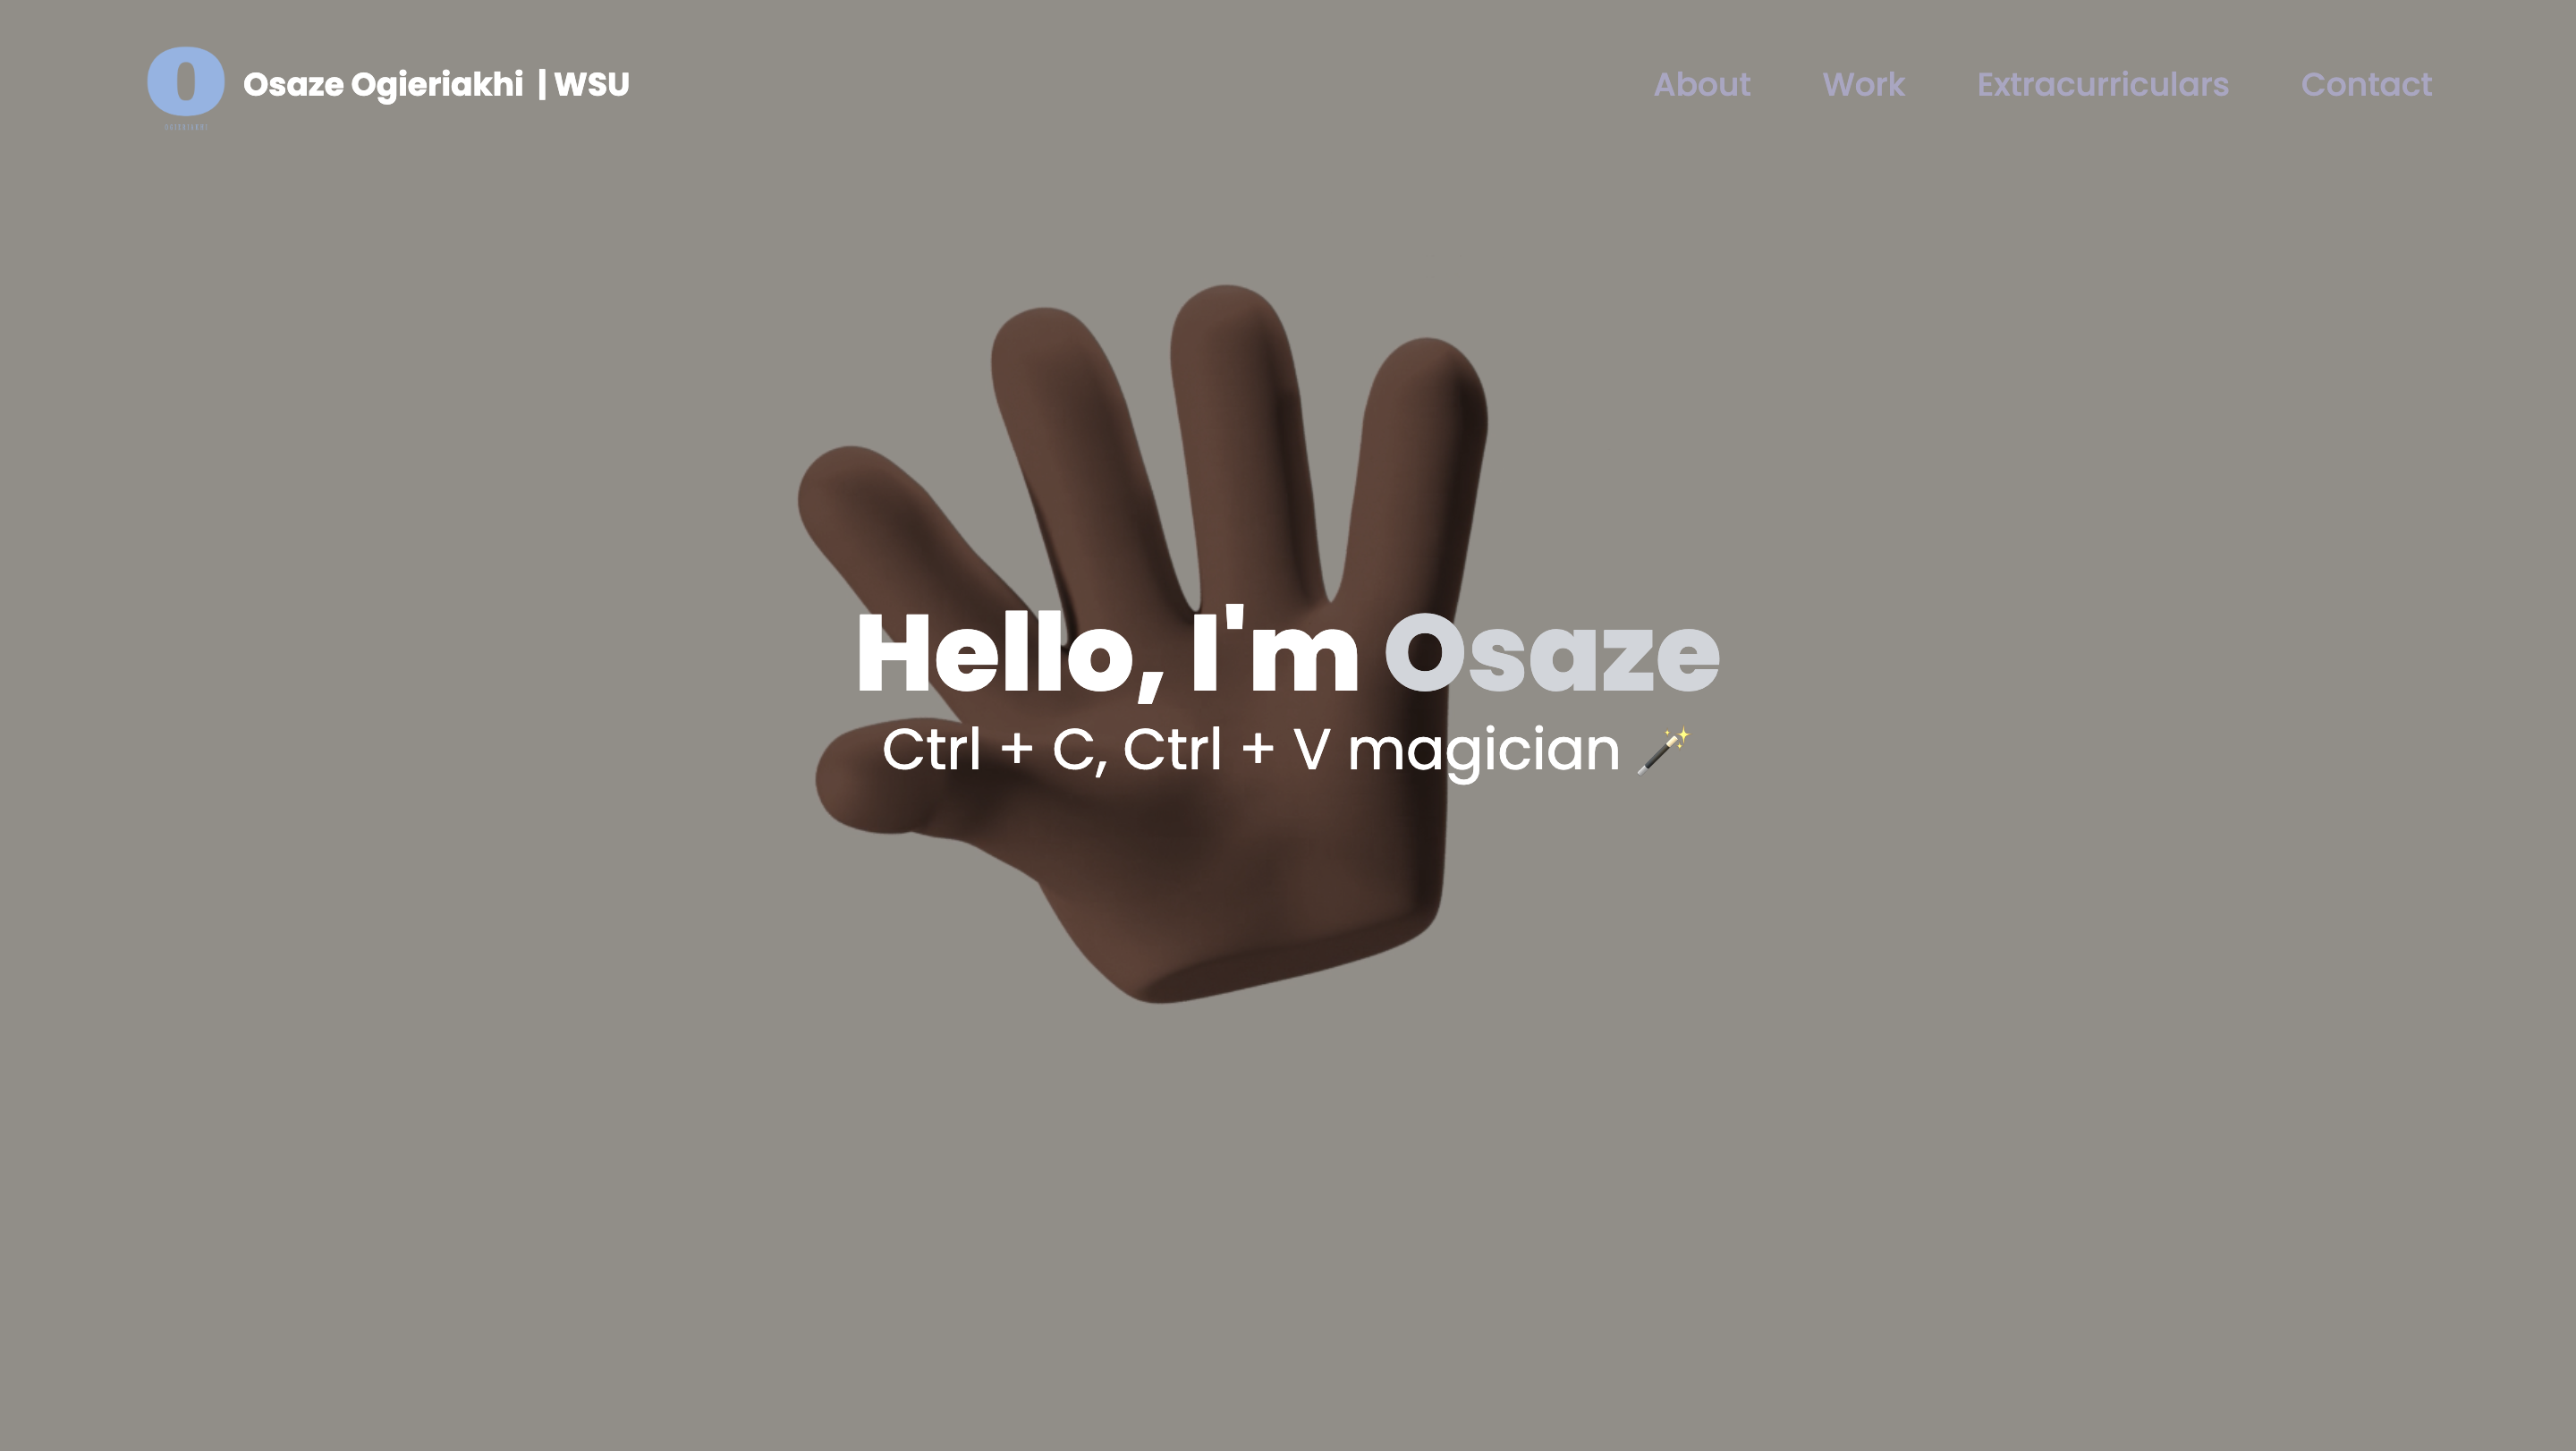 O
Osaze Ogieriakhi | WSU
About
Work
Extracurriculars
Contact
Hello, I'm Osaze
Ctrl + C, Ctrl + V magician 🪄